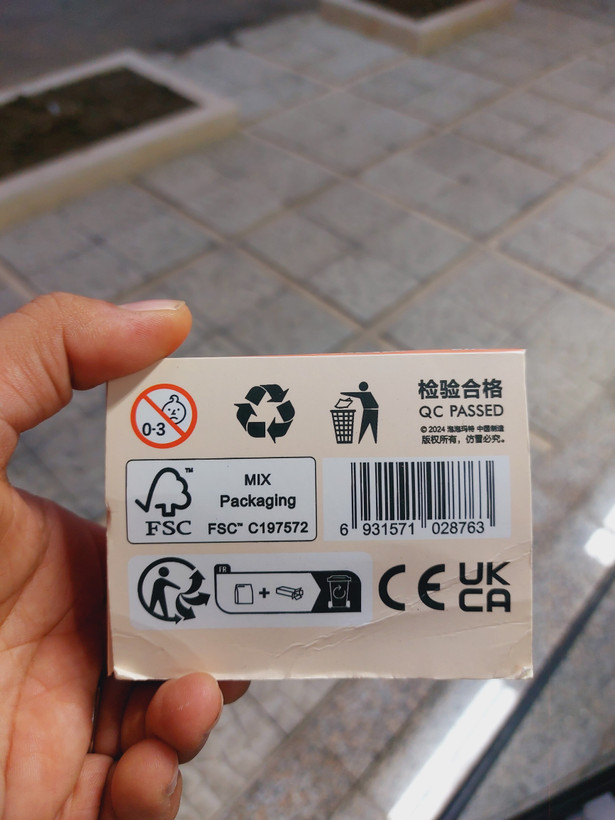 0-3
检验合格
QC PASSED
© 2024 泡泡玛特 中国制造
版权所有，仿冒必究。
FSC™
MIX
Packaging
FSC™ C197572
6 931571 028763
FR
+
CE
UK
CA